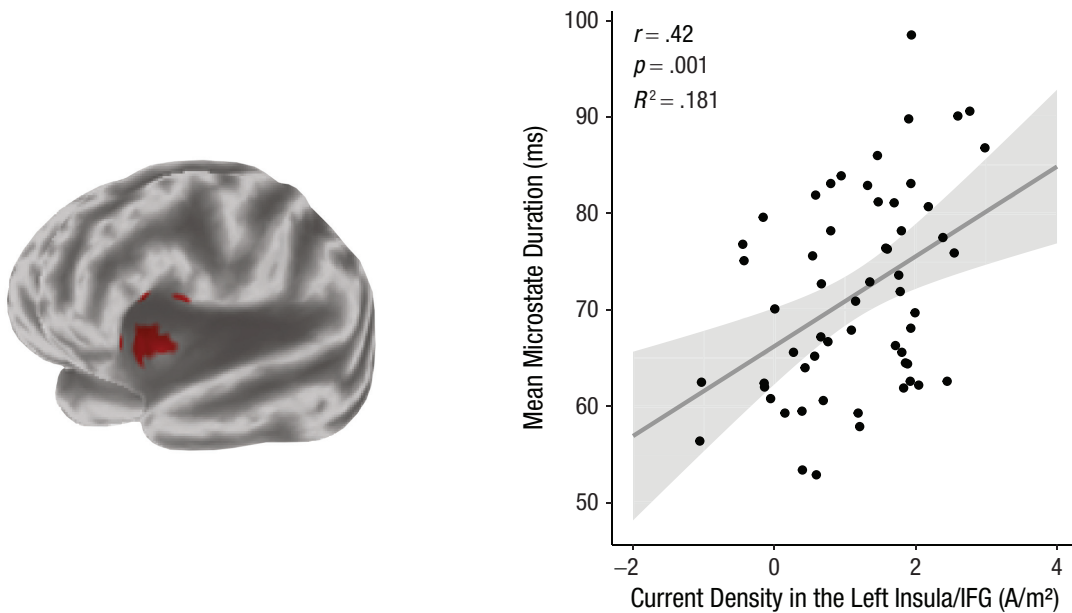 100
90
80
70
60
50
Mean Microstate Duration (ms)
r = .42
p = .001
R² = .181
−2 0 2 4
Current Density in the Left Insula/IFG (A/m²)